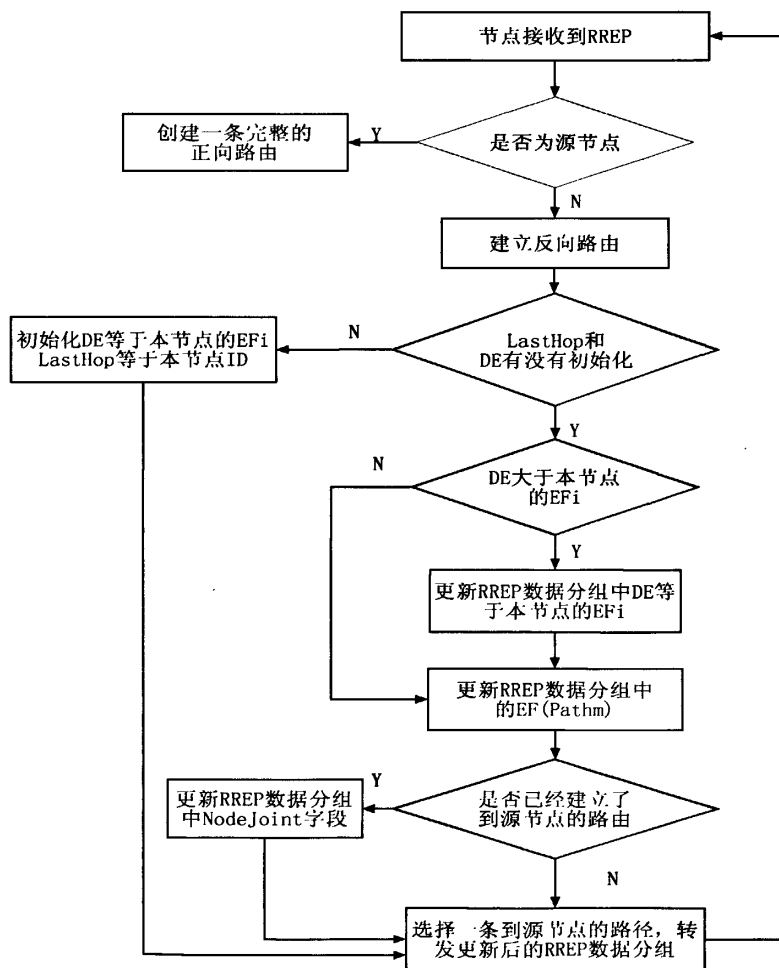 节点接收到RREP
是否为源节点
Y
创建一条完整的
正向路由
N
建立反向路由
LastHop和
DE有没有初始化
N
初始化DE等于本节点的EFi
LastHop等于本节点ID
Y
DE大于本节点
的EFi
N
Y
更新RREP数据分组中DE等
于本节点的EFi
更新RREP数据分组中
的EF(Pathm)
是否已经建立了
到源节点的路由
Y
更新RREP数据分组
中NodeJoint字段
N
选择一条到源节点的路径，转
发更新后的RREP数据分组